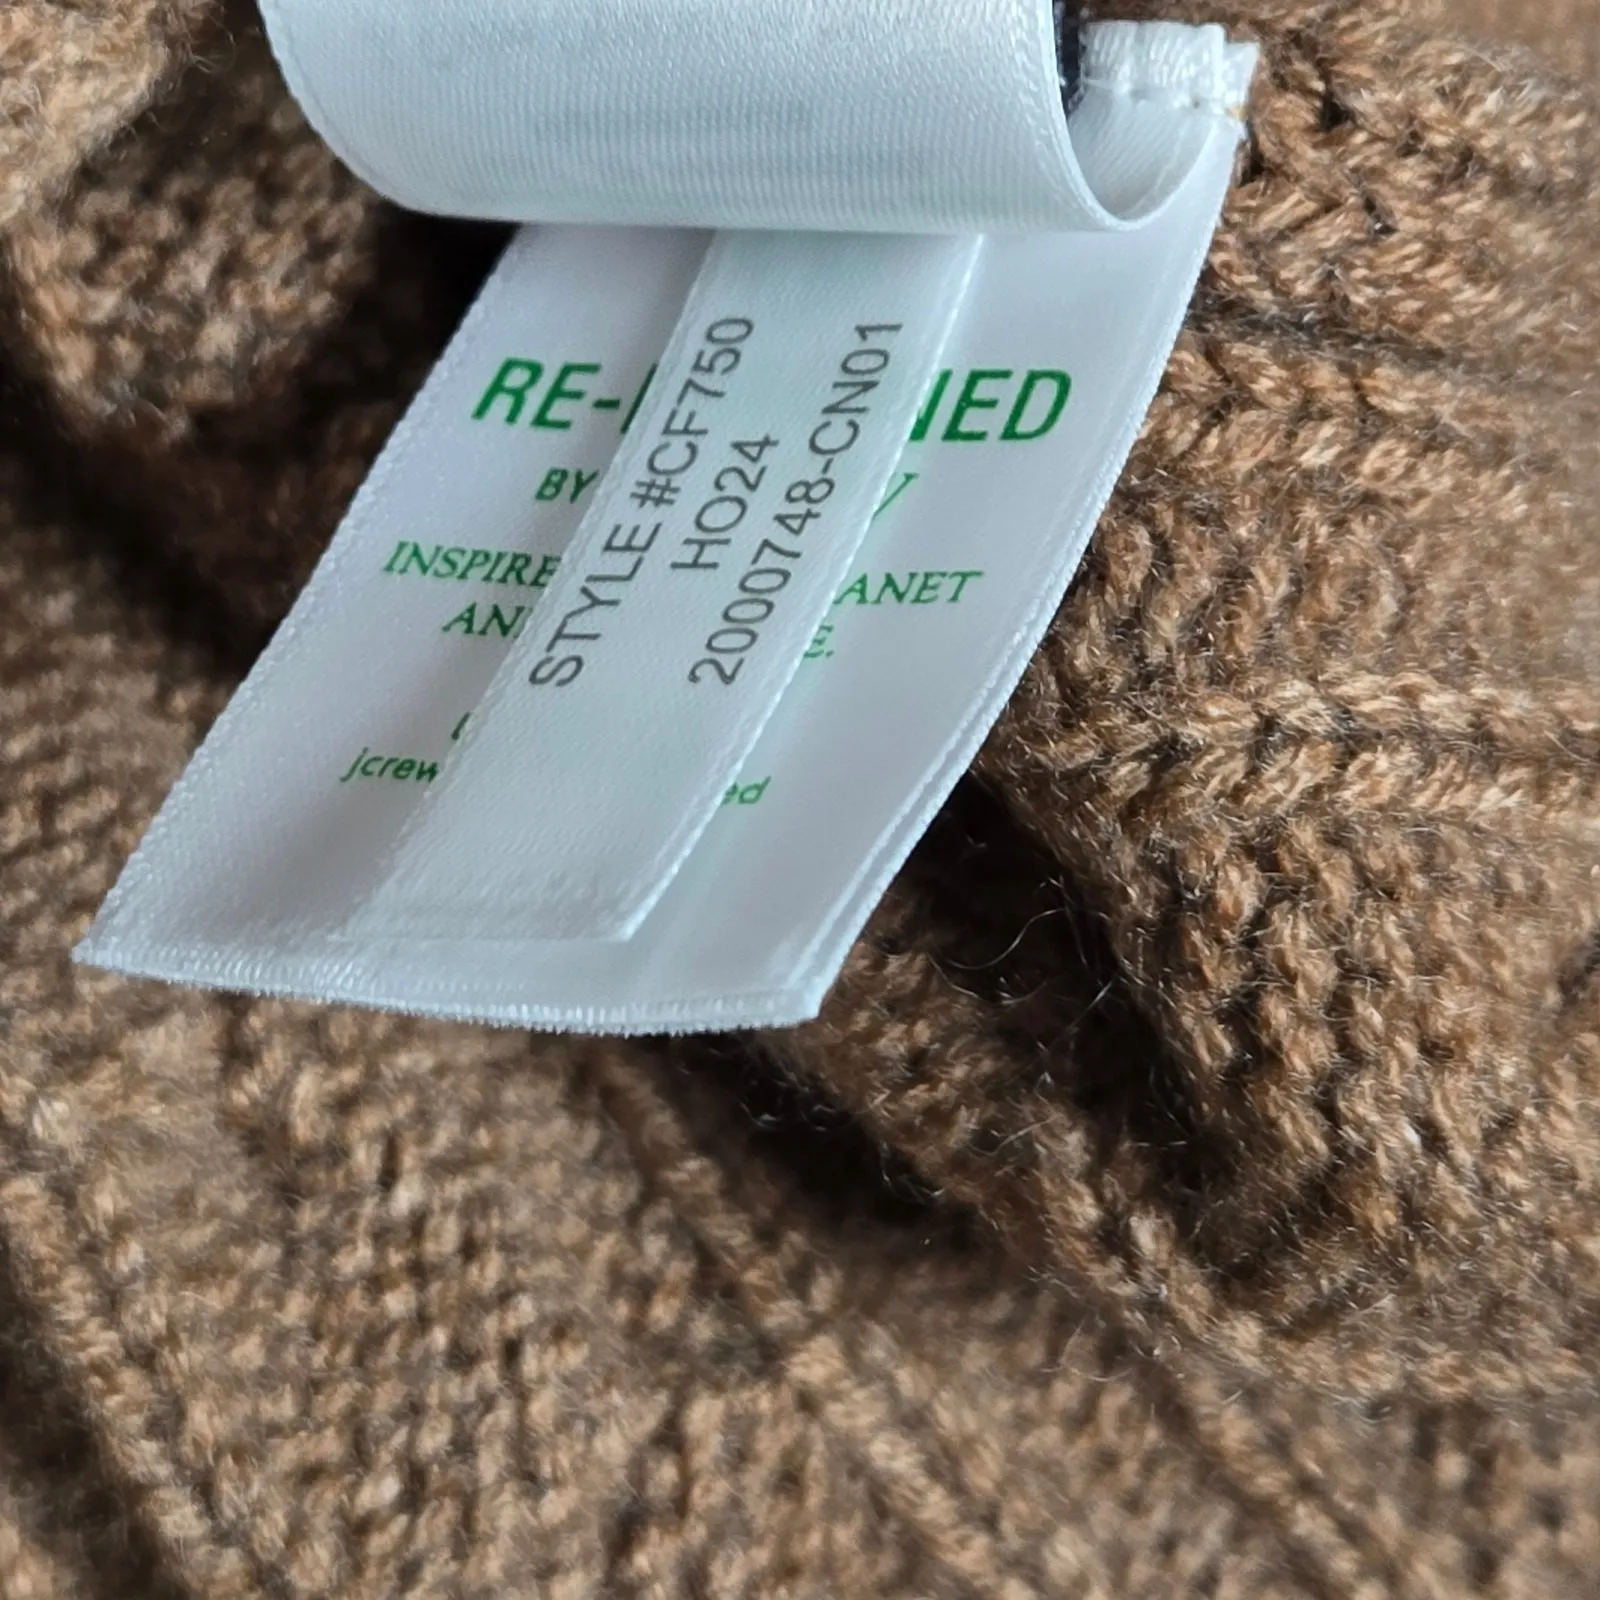 RE-
NED
BY
INSPIRE
ANET
AN
jcrew
ed
STYLE #CF750
HO24
2000748-CN01